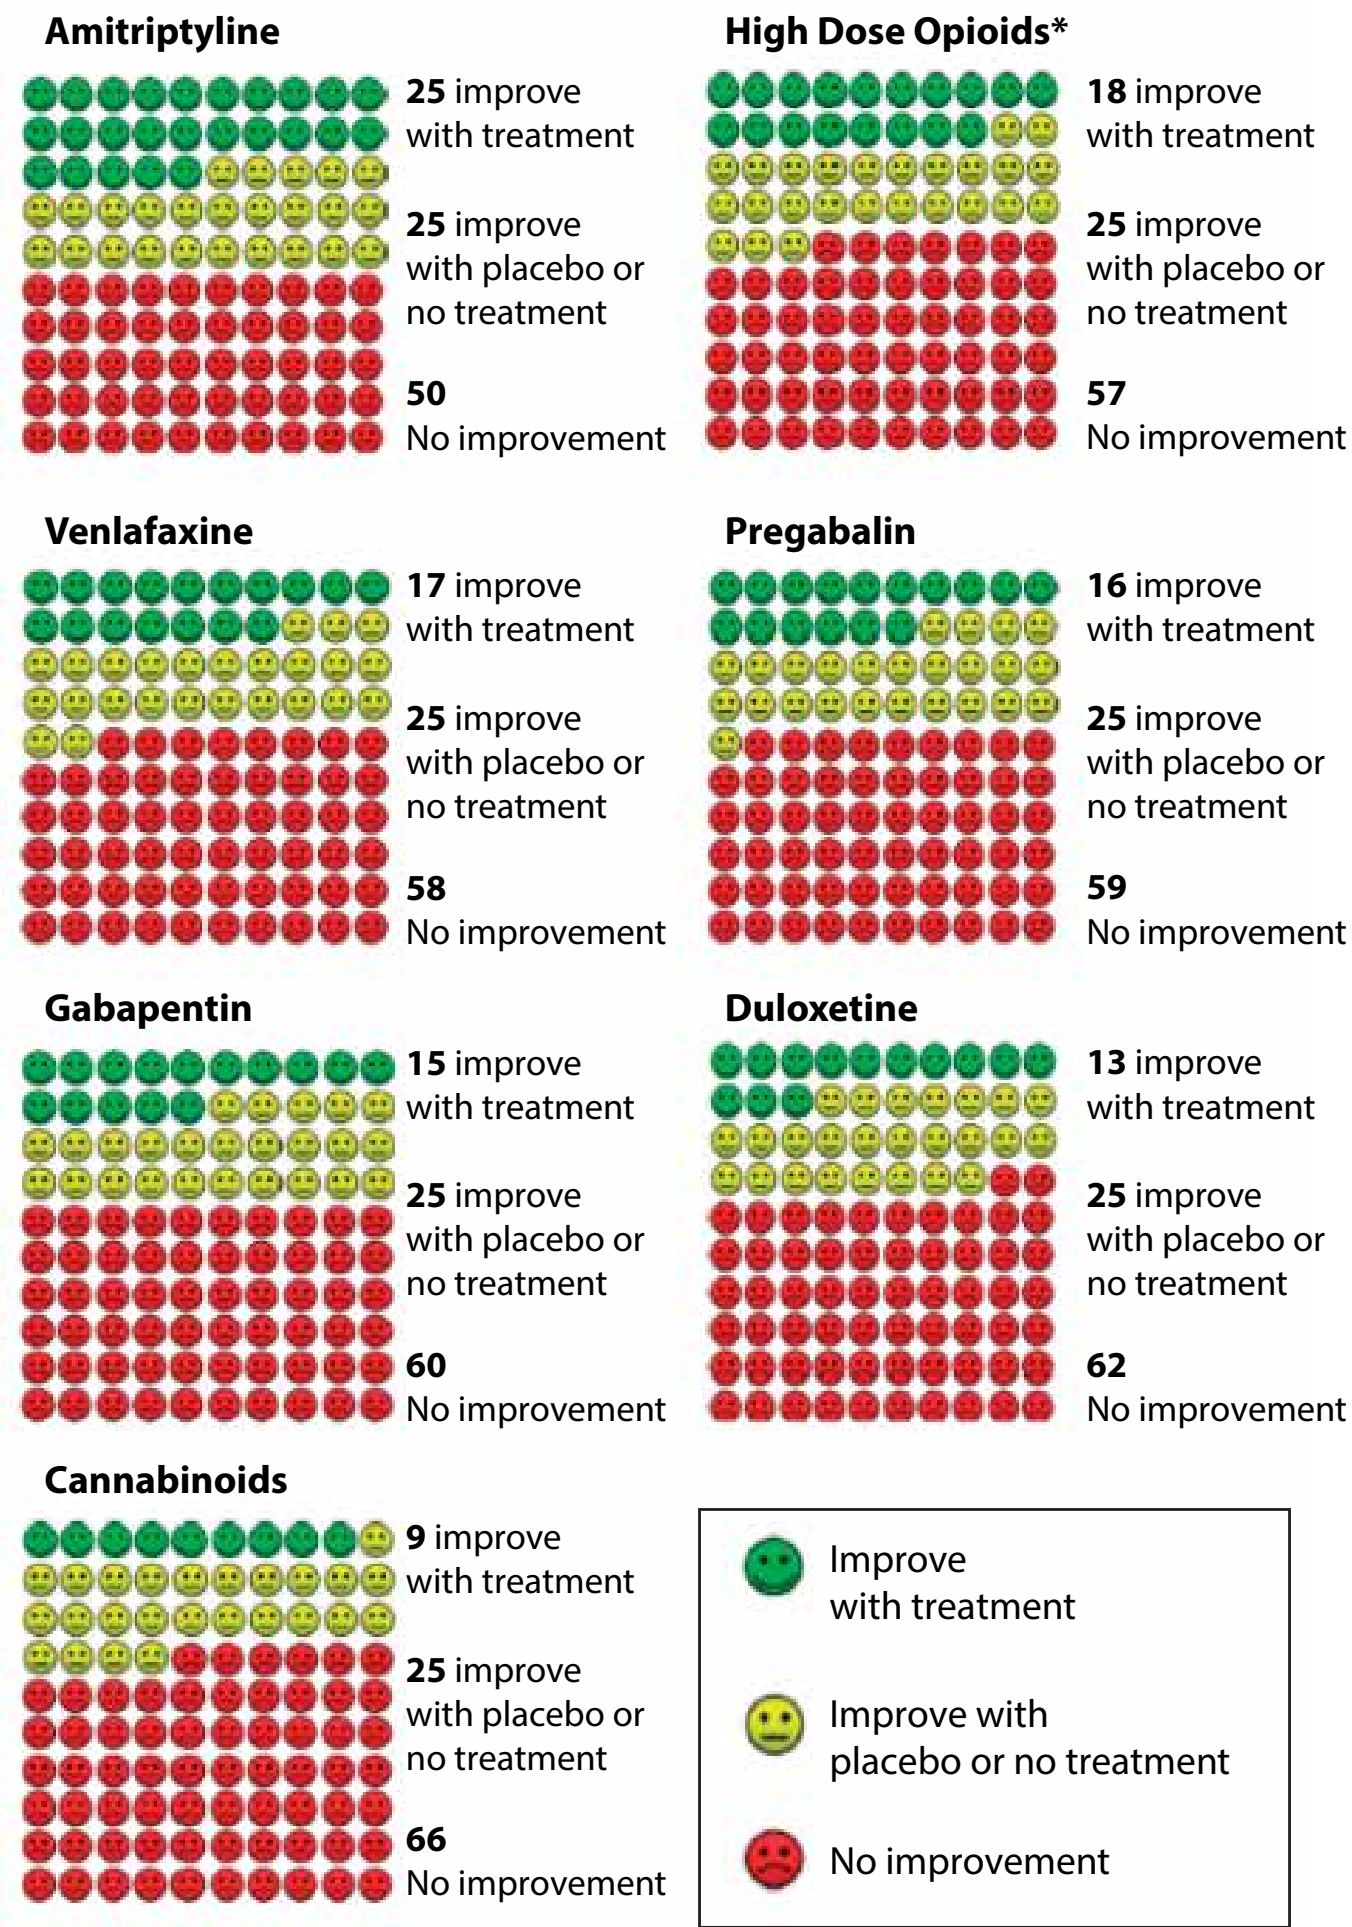 Amitriptyline
25 improve
with treatment
25 improve
with placebo or
no treatment
50
No improvement
High Dose Opioids*
18 improve
with treatment
25 improve
with placebo or
no treatment
57
No improvement
Venlafaxine
17 improve
with treatment
25 improve
with placebo or
no treatment
58
No improvement
Pregabalin
16 improve
with treatment
25 improve
with placebo or
no treatment
59
No improvement
Gabapentin
15 improve
with treatment
25 improve
with placebo or
no treatment
60
No improvement
Duloxetine
13 improve
with treatment
25 improve
with placebo or
no treatment
62
No improvement
Cannabinoids
9 improve
with treatment
25 improve
with placebo or
no treatment
66
No improvement
Improve
with treatment
Improve with
placebo or no treatment
No improvement